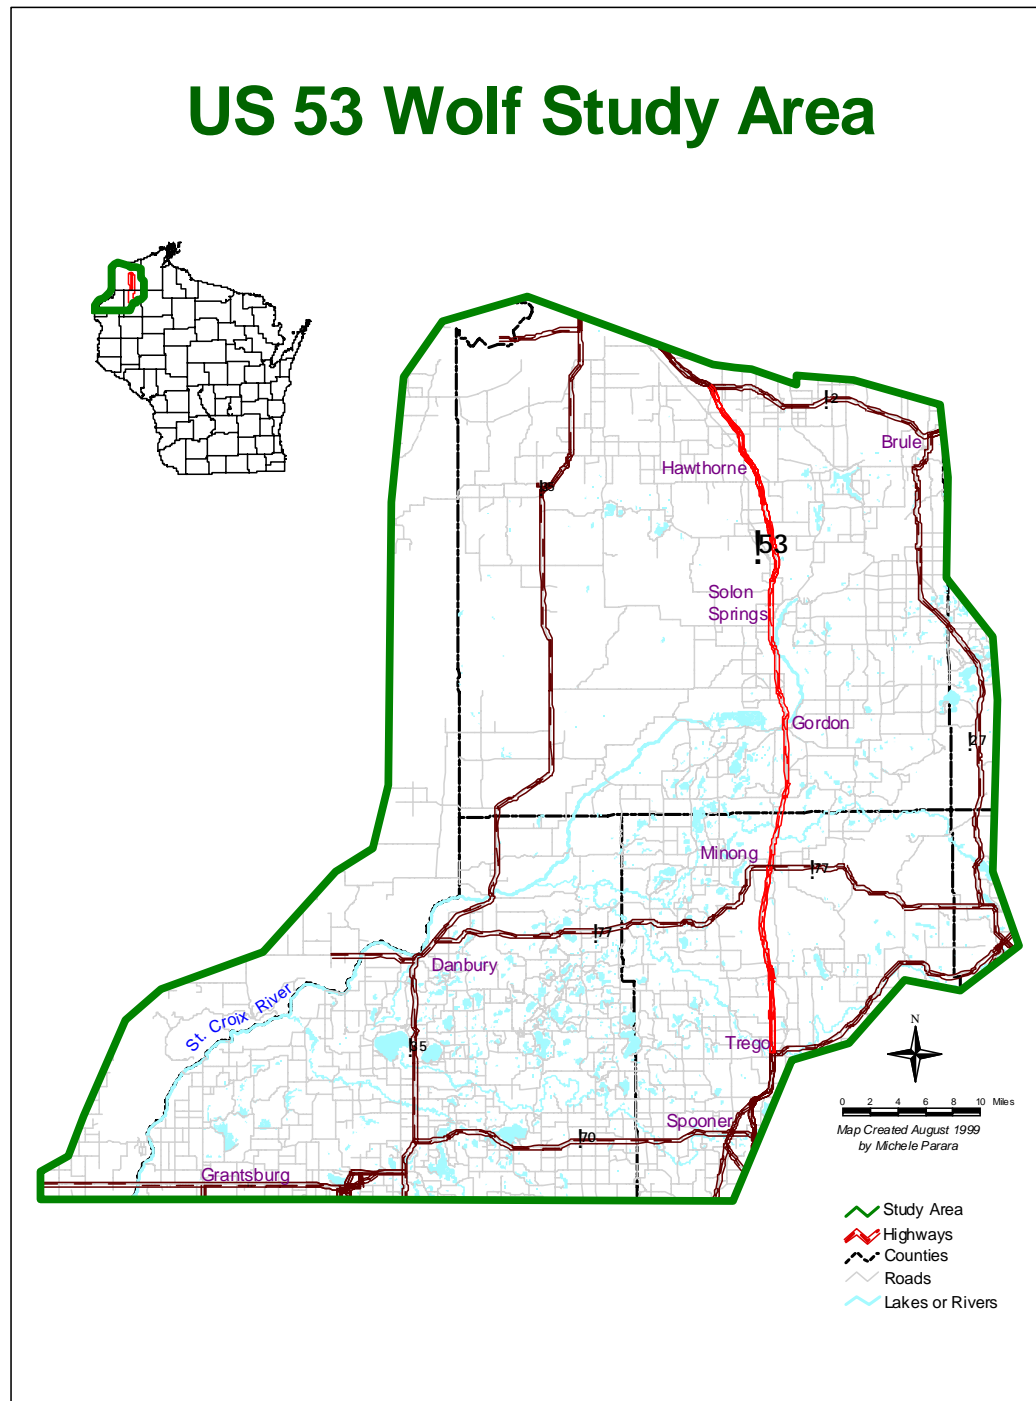 US 53 Wolf Study Area
2
Brule
Hawthorne
53
Solon
Springs
Gordon
27
Minong
77
77
Danbury
St. Croix River
35
Trego
N
0 2 4 6 8 10 Miles
Map Created August 1999
by Michele Parara
Spooner
70
Grantsburg
Study Area
Highways
Counties
Roads
Lakes or Rivers